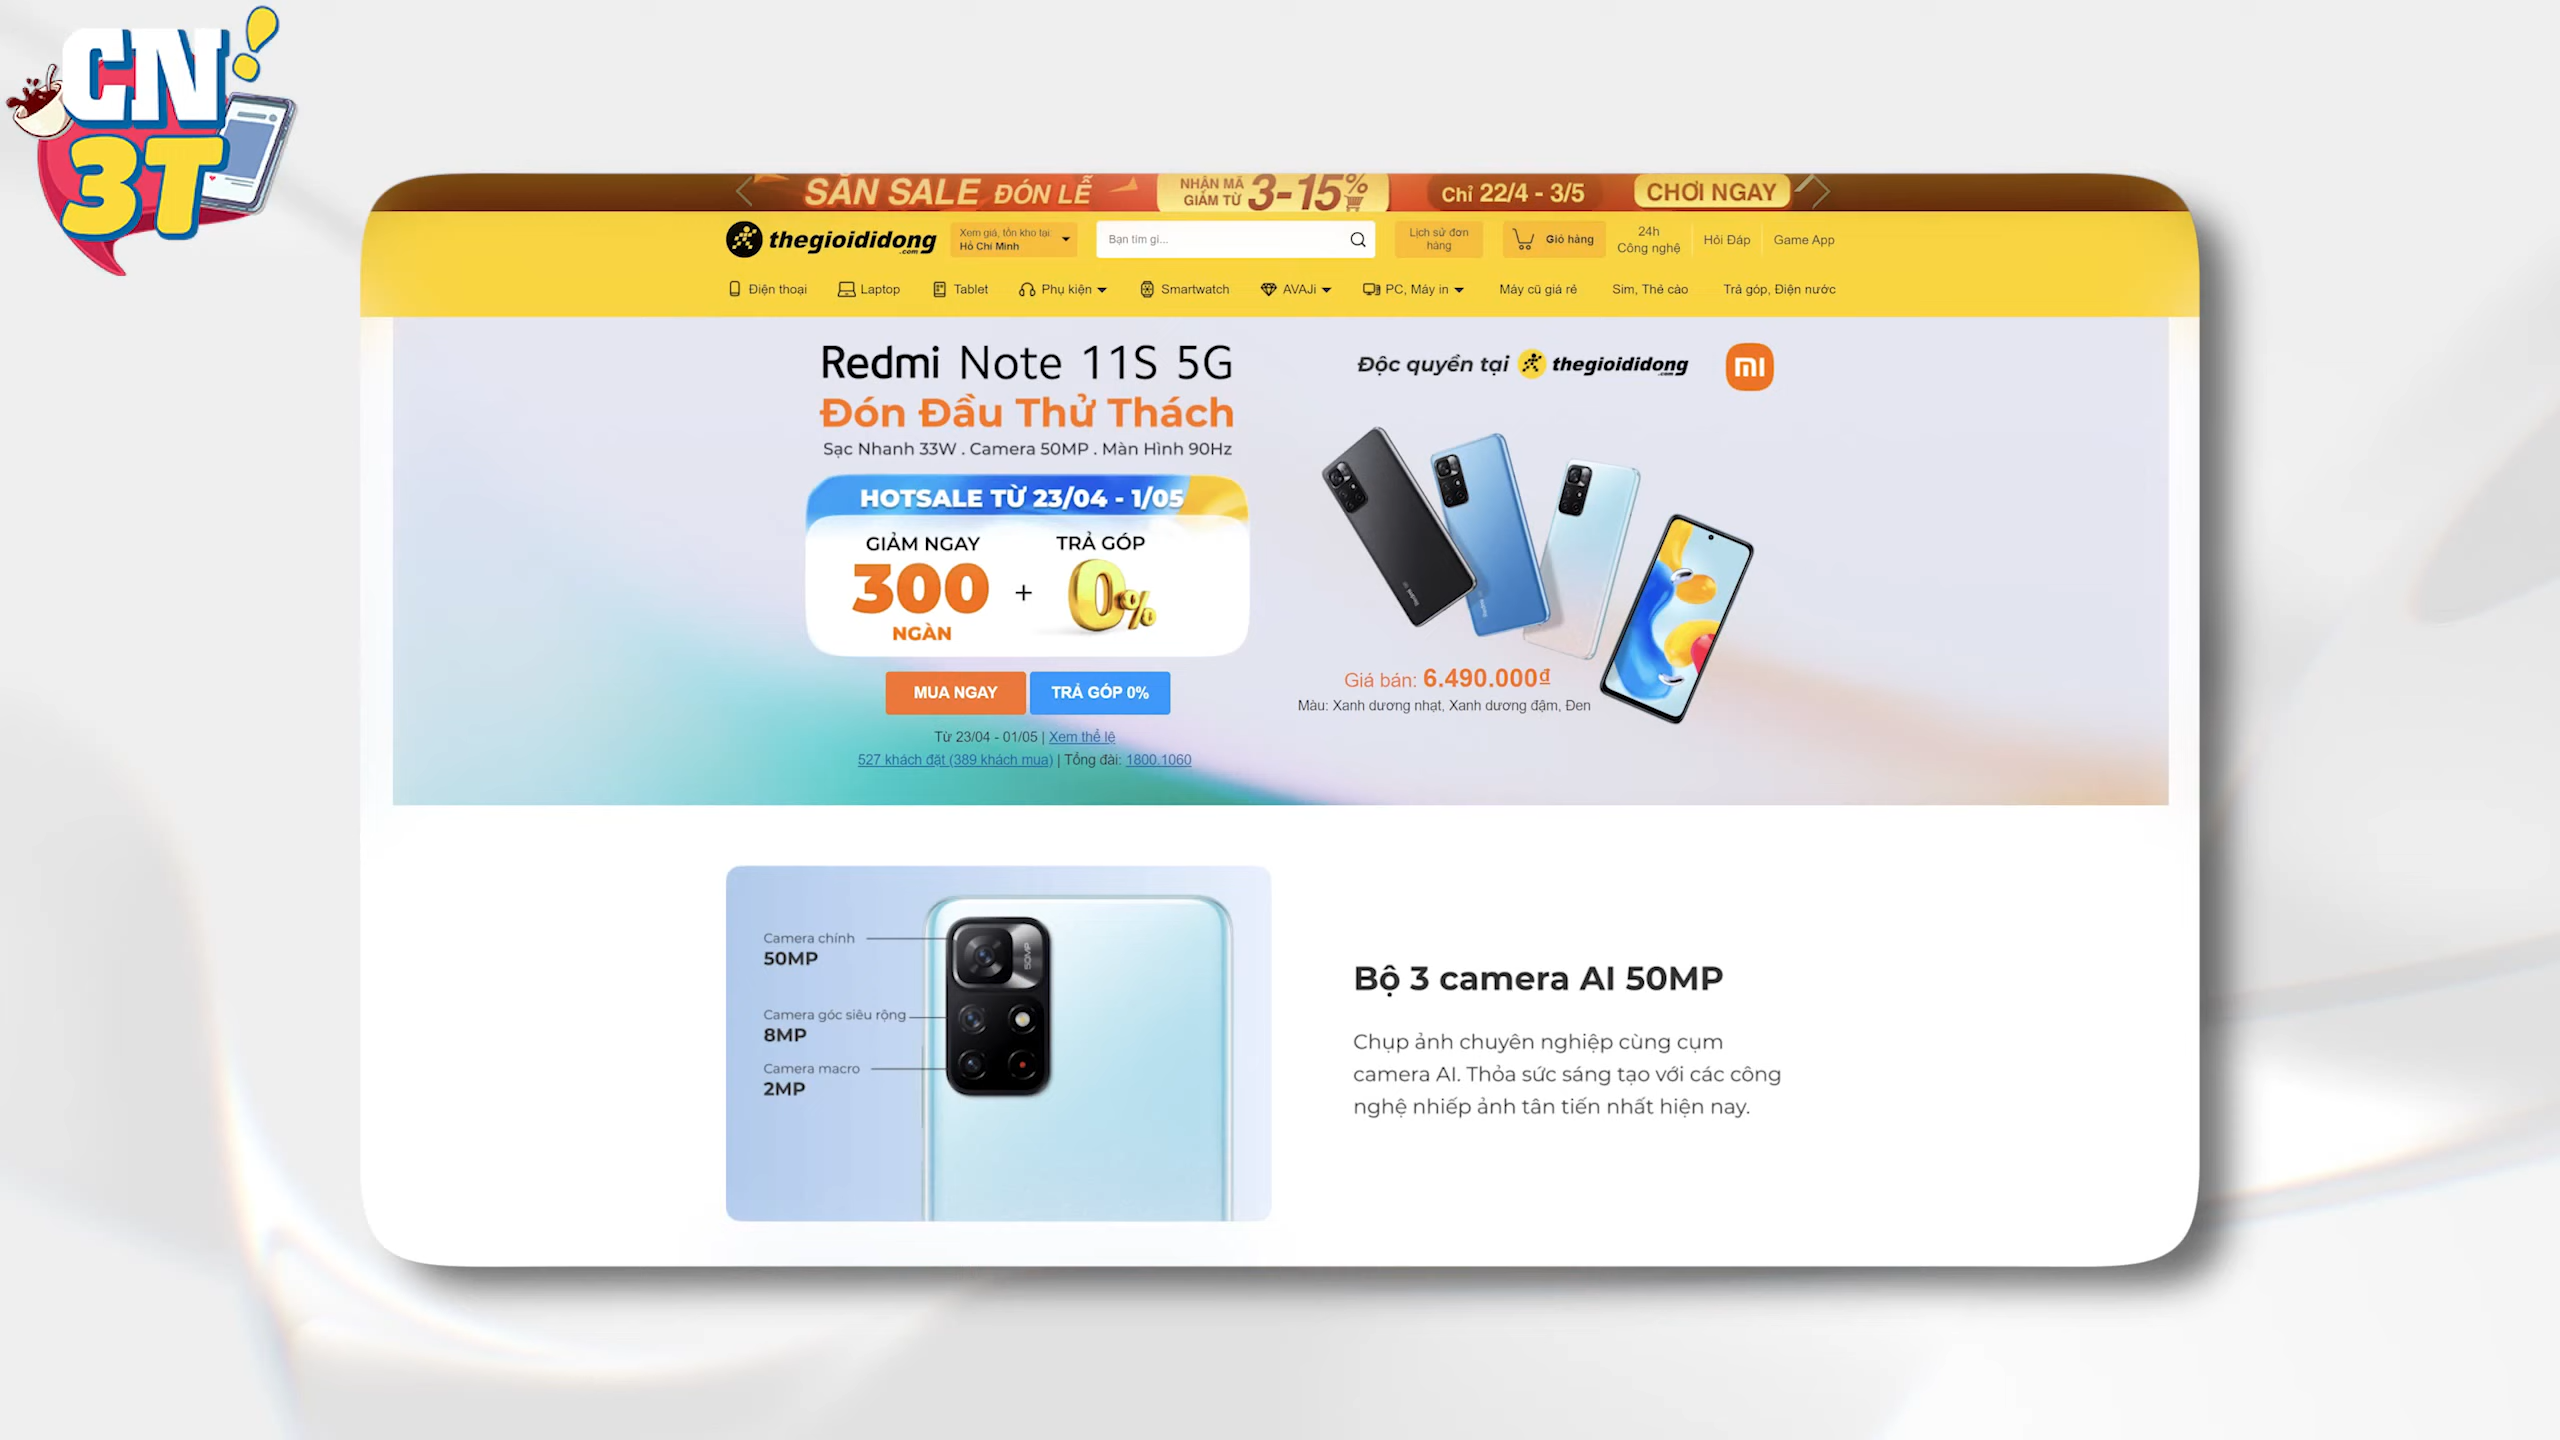 CN
3T
SĂN SALE ĐÓN LỄ
NHẬN MÃ
GIẢM TỪ
3-15%
Chỉ 22/4 - 3/5
CHƠI NGAY
thegioididong
.com
Xem giá, tồn kho tại:
Hồ Chí Minh
Bạn tìm gì...
Lịch sử đơn
hàng
Giỏ hàng
24h
Công nghệ
Hỏi Đáp
Game App
Điện thoại
Laptop
Tablet
Phụ kiện
Smartwatch
AVAJi
PC, Máy in
Máy cũ giá rẻ
Sim, Thẻ cào
Trả góp, Điện nước
Redmi Note 11S 5G
Đón Đầu Thử Thách
Sạc Nhanh 33W . Camera 50MP . Màn Hình 90Hz
HOTSALE TỪ 23/04 - 1/05
GIẢM NGAY
300
NGÀN
+
TRẢ GÓP
0%
MUA NGAY
TRẢ GÓP 0%
Từ 23/04 - 01/05 | Xem thể lệ
527 khách đặt (389 khách mua) | Tổng đài: 1800.1060
Độc quyền tại thegioididong
.com
mi
Redmi
Redmi
Giá bán: 6.490.000₫
Màu: Xanh dương nhạt, Xanh dương đậm, Đen
Camera chính
50MP
Camera góc siêu rộng
8MP
Camera macro
2MP
50MP
Bộ 3 camera AI 50MP
Chụp ảnh chuyên nghiệp cùng cụm
camera AI. Thỏa sức sáng tạo với các công
nghệ nhiếp ảnh tân tiến nhất hiện nay.